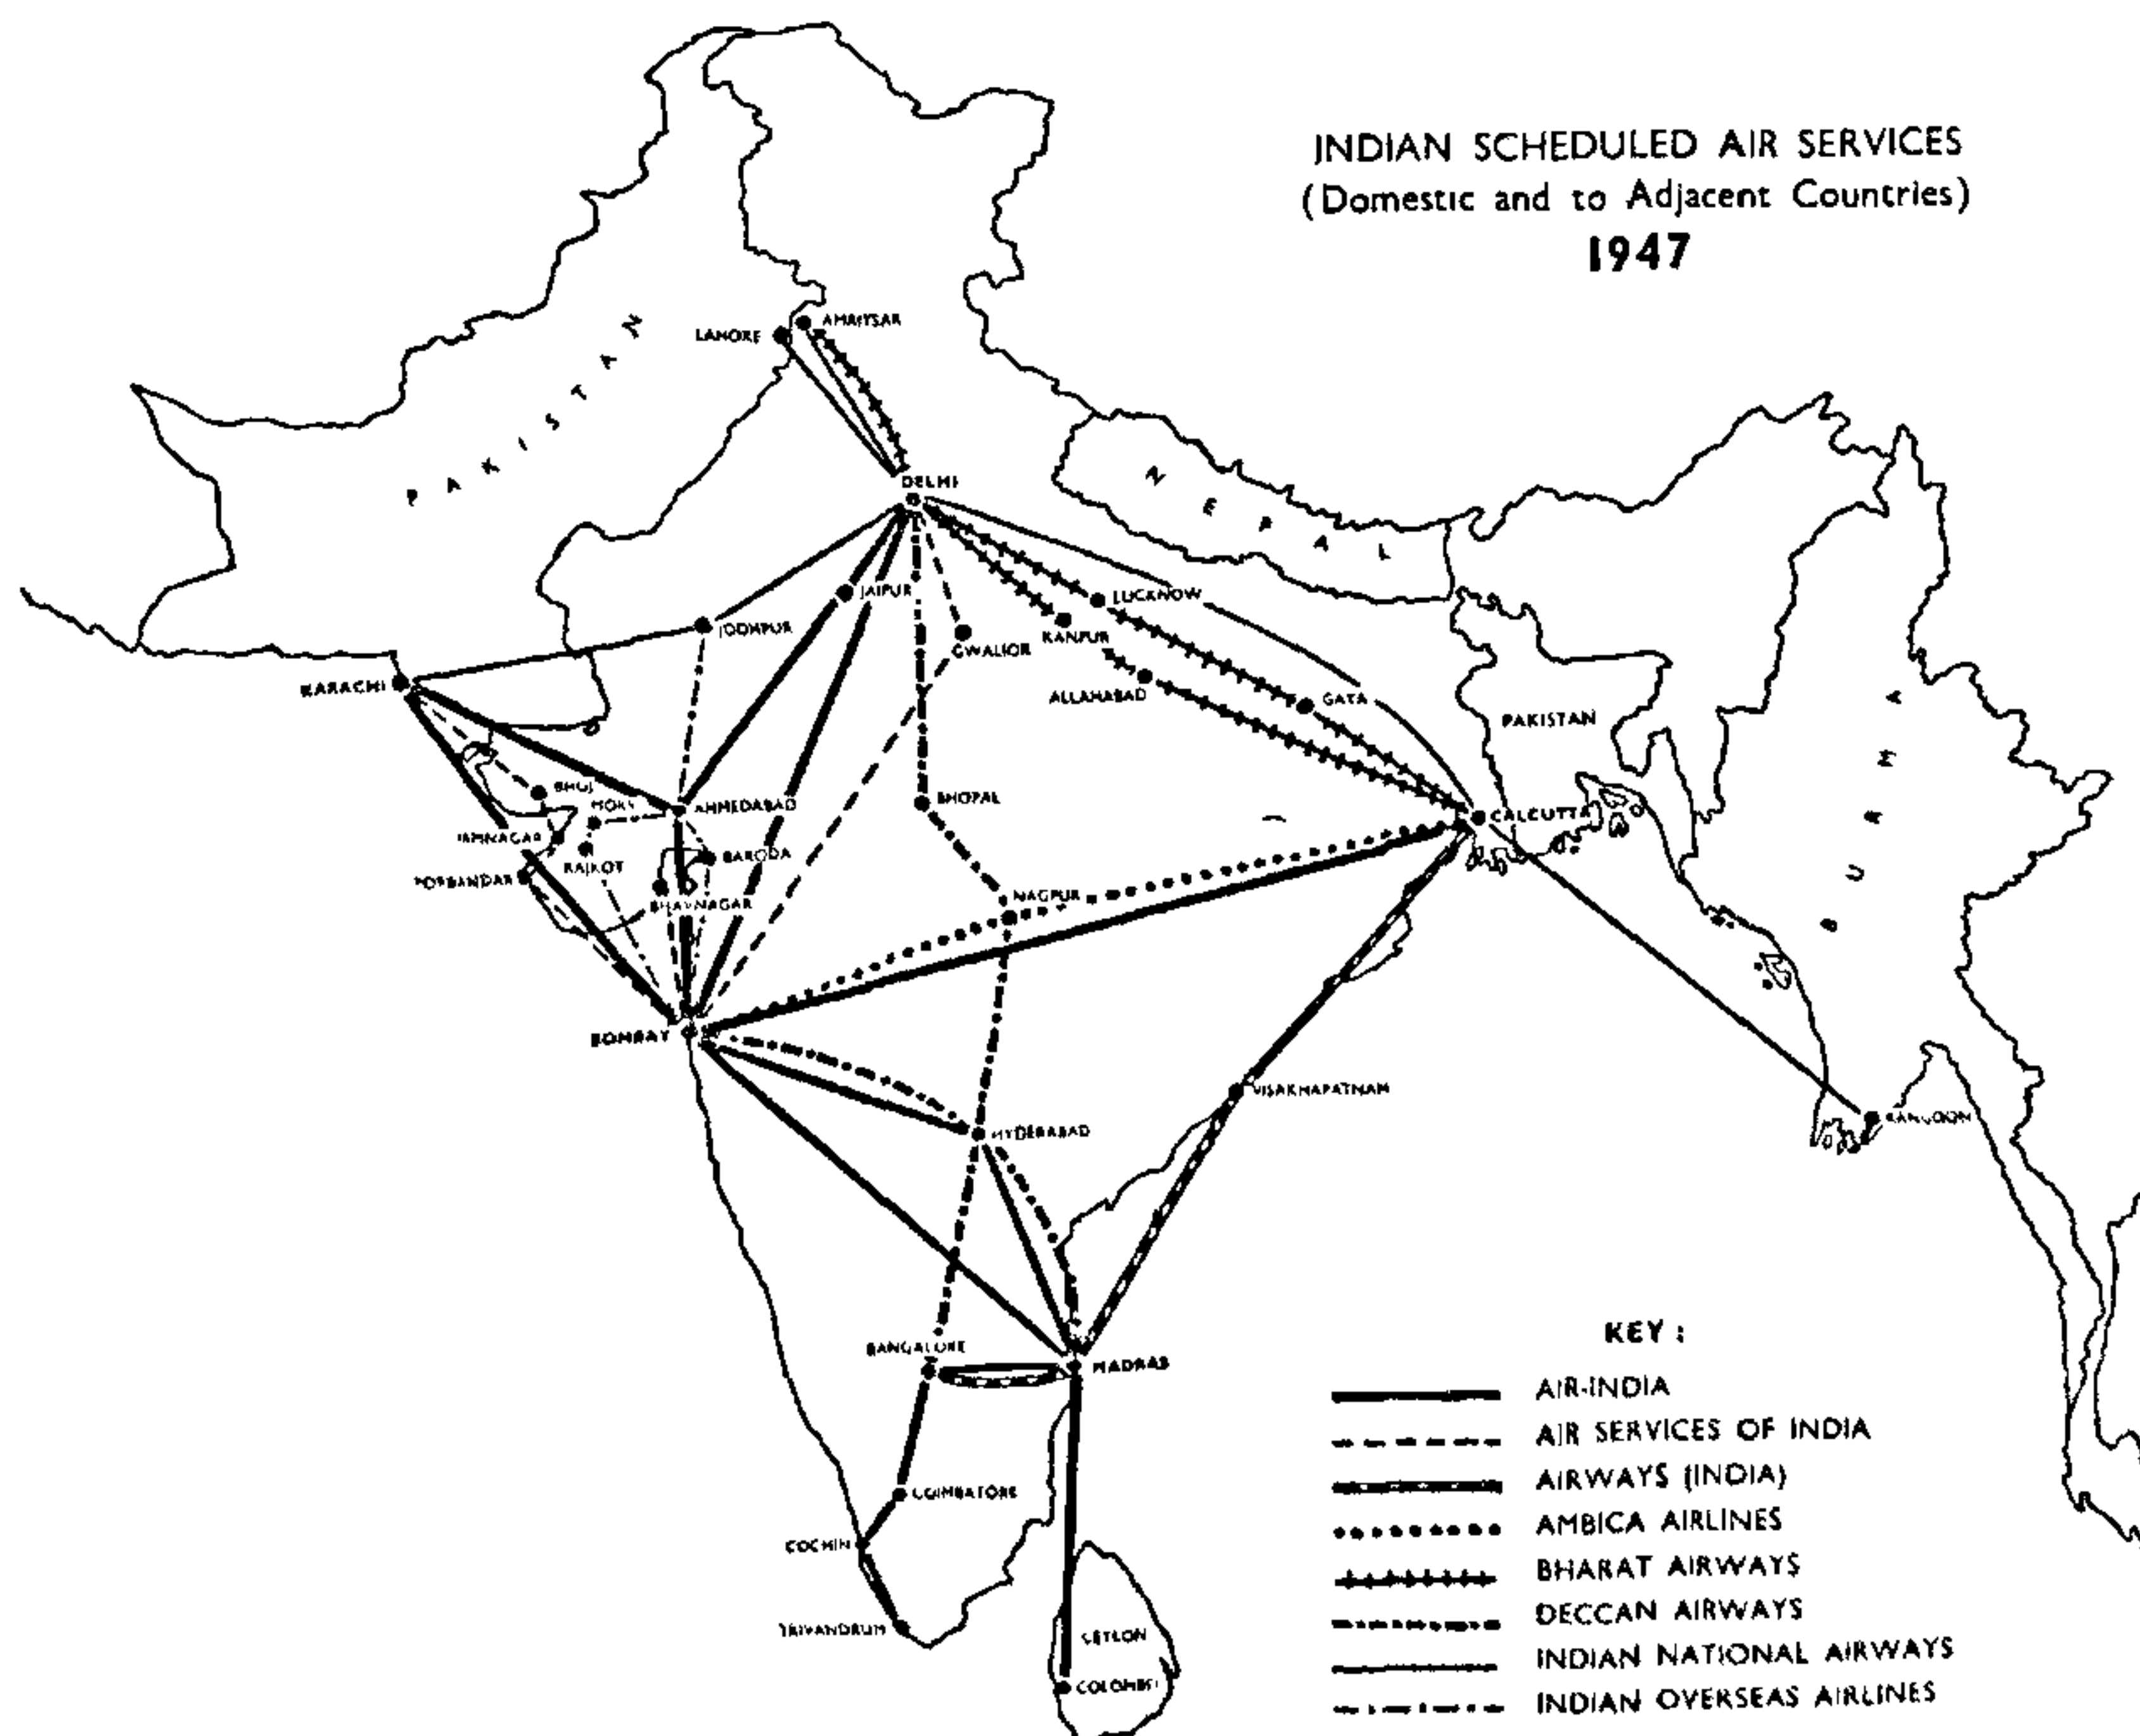 INDIAN SCHEDULED AIR SERVICES
(Domestic and to Adjacent Countries)
1947
AMRITSAR
LAHORE
PAKISTAN
DELHI
NEPAL
JAIPUR
LUCKNOW
JODHPUR
KANPUR
GWALIOR
KARACHI
ALLAHABAD
GAYA
PAKISTAN
BURMA
BHUJ
MORVI
AHMEDABAD
BHOPAL
CALCUTTA
JAMNAGAR
RAJKOT
BARODA
PORBANDAR
BHAVNAGAR
NAGPUR
BOMBAY
VISAKHAPATNAM
RANGOON
HYDERABAD
BANGALORE
MADRAS
COIMBATORE
COCHIN
TRIVANDRUM
CEYLON
COLOMBO
KEY :
AIR-INDIA
AIR SERVICES OF INDIA
AIRWAYS (INDIA)
AMBICA AIRLINES
BHARAT AIRWAYS
DECCAN AIRWAYS
INDIAN NATIONAL AIRWAYS
INDIAN OVERSEAS AIRLINES